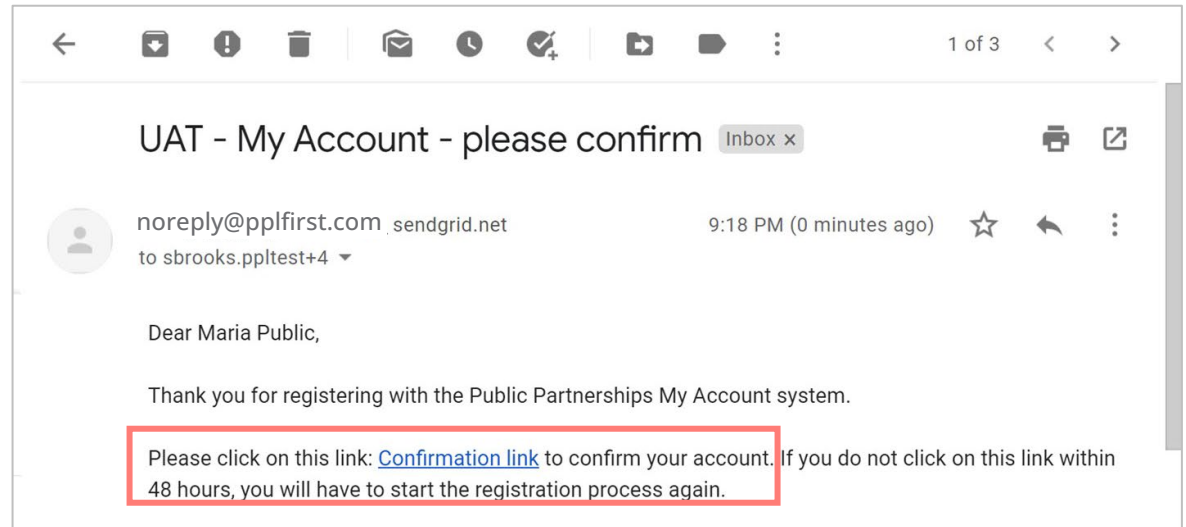 1 of 3
UAT - My Account - please confirm Inbox x
noreply@pplfirst.com sendgrid.net 9:18 PM (0 minutes ago)
to sbrooks.ppltest+4
Dear Maria Public,
Thank you for registering with the Public Partnerships My Account system.
Please click on this link: Confirmation link to confirm your account. If you do not click on this link within
48 hours, you will have to start the registration process again.